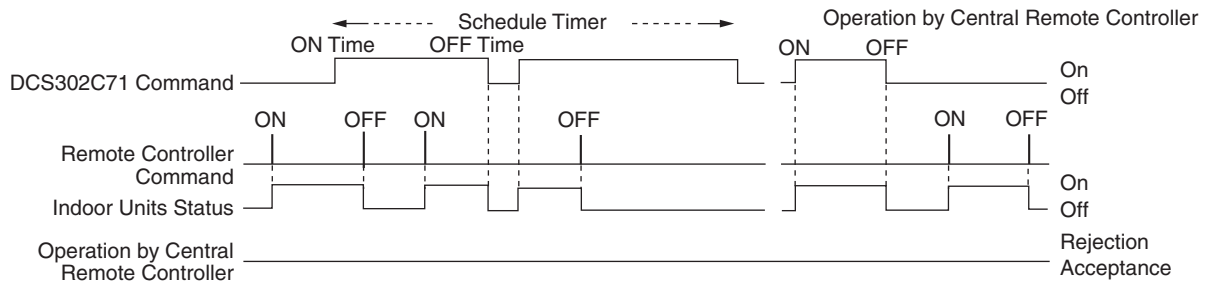 Schedule Timer
Operation by Central Remote Controller
ON Time
OFF Time
ON
OFF
DCS302C71 Command
On
Off
ON
OFF
ON
OFF
ON
OFF
Remote Controller
Command
Indoor Units Status
On
Off
Operation by Central
Remote Controller
Rejection
Acceptance